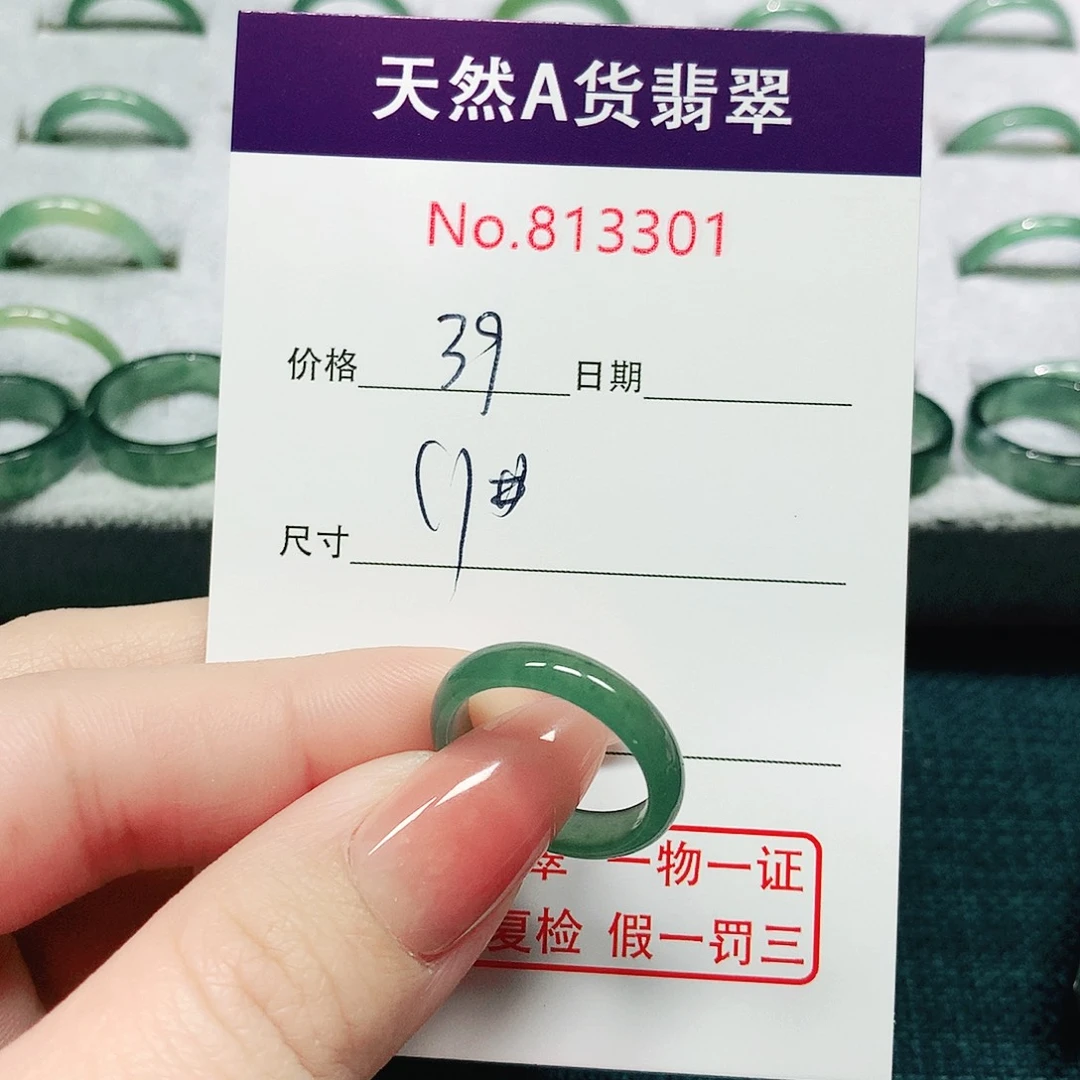 天然A货翡翠
No.813301
价格 39 日期
尺寸
翠 一物一证
复检 假一罚三